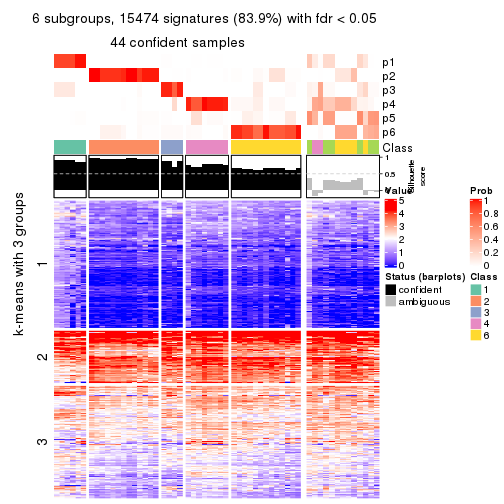 6 subgroups, 15474 signatures (83.9%) with fdr < 0.05
44 confident samples
p1
p2
p3
p4
p5
p6
Class
1
0.5
0
Silhouette
score
k-means with 3 groups
1
2
3
Value
5
4
3
2
1
0
Status (barplots)
confident
ambiguous
Prob
1
0.8
0.6
0.4
0.2
0
Class
1
2
3
4
6